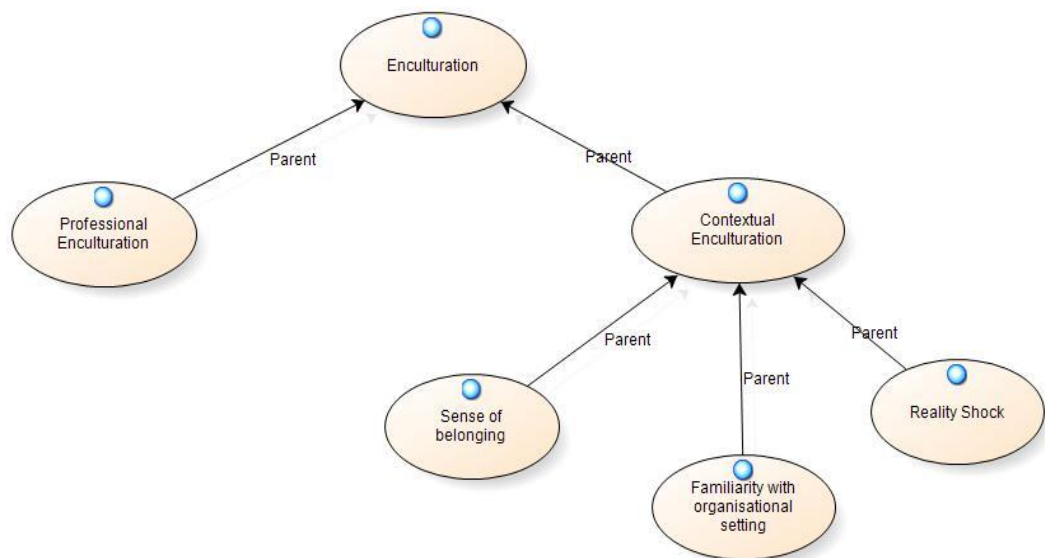 Enculturation
Parent
Parent
Professional
Enculturation
Contextual
Enculturation
Parent
Parent
Parent
Sense of
belonging
Reality Shock
Familiarity with
organisational
setting